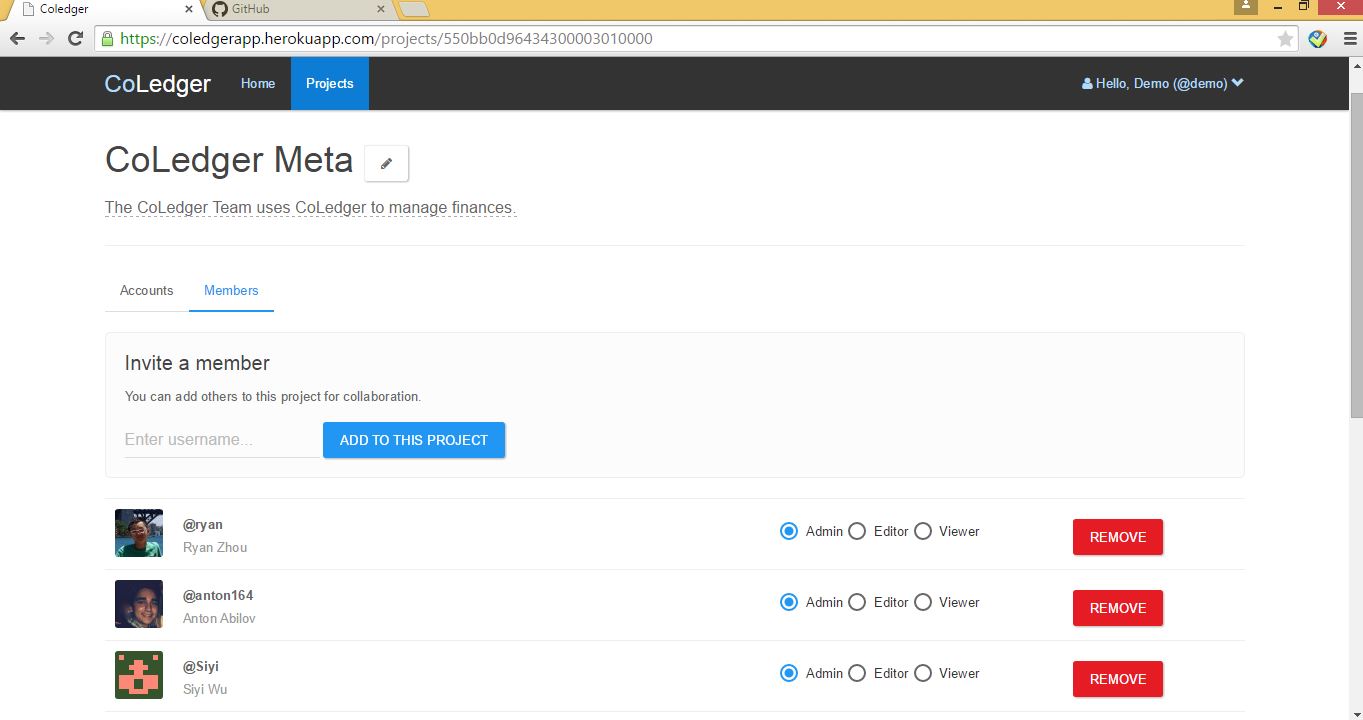 Coledger
GitHub
https://coledgerapp.herokuapp.com/projects/550bb0d96434300003010000
CoLedger
Home
Projects
Hello, Demo (@demo)
CoLedger Meta
The CoLedger Team uses CoLedger to manage finances.
Accounts
Members
Invite a member
You can add others to this project for collaboration.
Enter username...
ADD TO THIS PROJECT
@ryan
Ryan Zhou
Admin
Editor
Viewer
REMOVE
@anton164
Anton Abilov
Admin
Editor
Viewer
REMOVE
@Siyi
Siyi Wu
Admin
Editor
Viewer
REMOVE